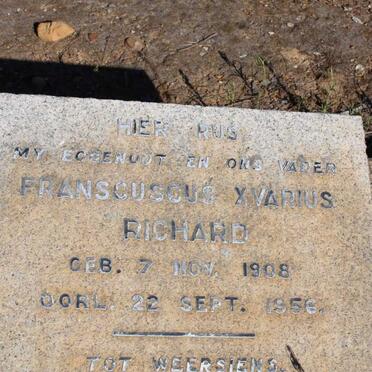 HIER RUS
MY EGGENOOT EN ONS VADER
FRANSCUSCUS XVARIUS
RICHARD
GEB. 7 NOV. 1908
OORL. 22 SEPT. 1956.
TOT WEERSIENS.